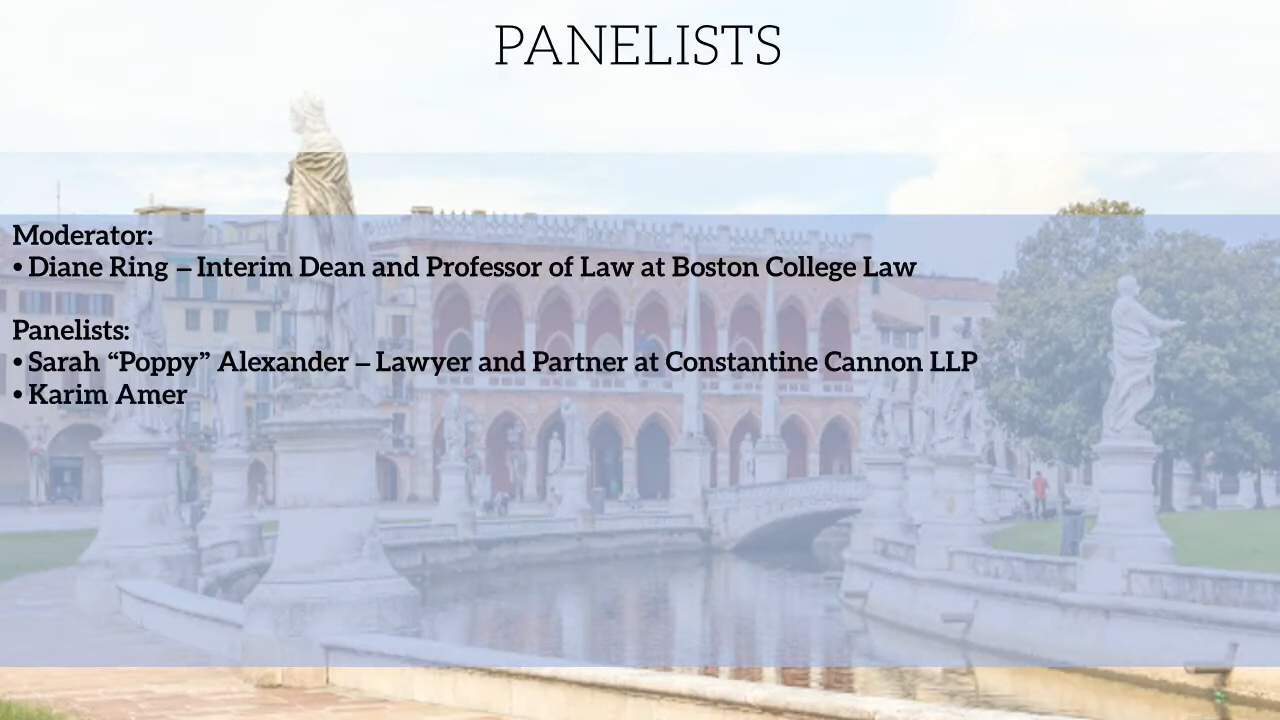 PANELISTS
Moderator:
• Diane Ring – Interim Dean and Professor of Law at Boston College Law
Panelists:
• Sarah “Poppy” Alexander – Lawyer and Partner at Constantine Cannon LLP
• Karim Amer